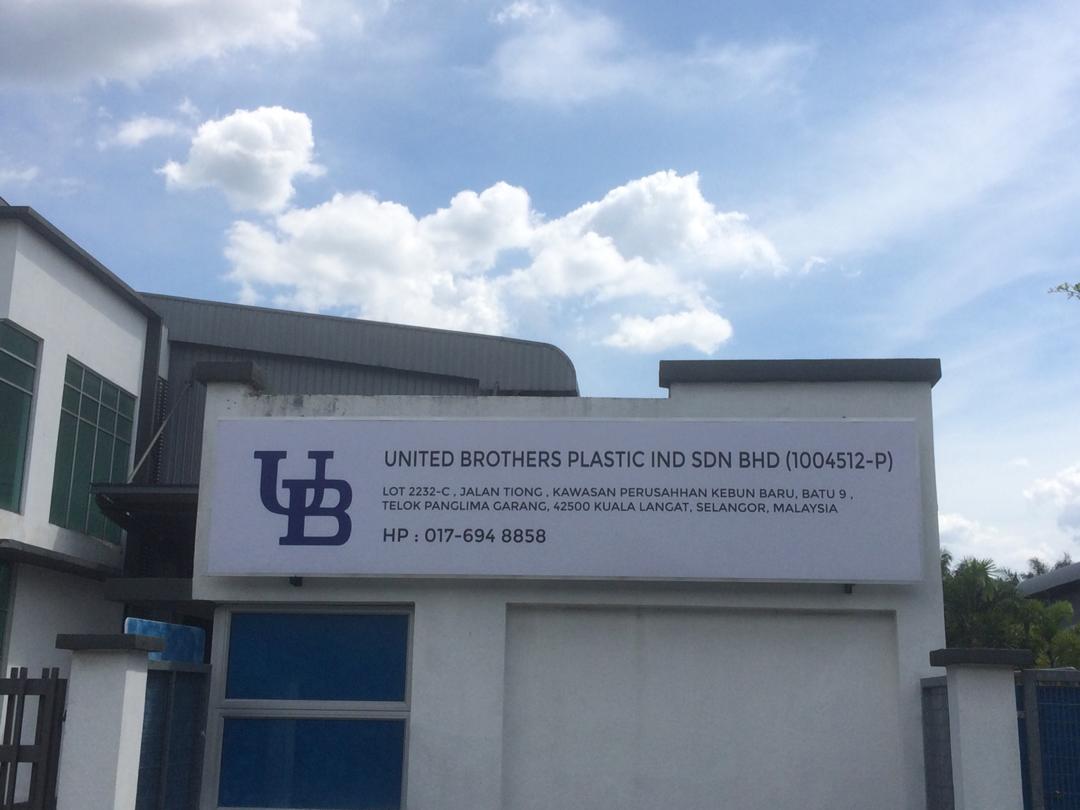 UB
UNITED BROTHERS PLASTIC IND SDN BHD (1004512-P)
LOT 2232-C , JALAN TIONG , KAWASAN PERUSAHHAN KEBUN BARU, BATU 9 ,
TELOK PANGLIMA GARANG, 42500 KUALA LANGAT, SELANGOR, MALAYSIA
HP : 017-694 8858